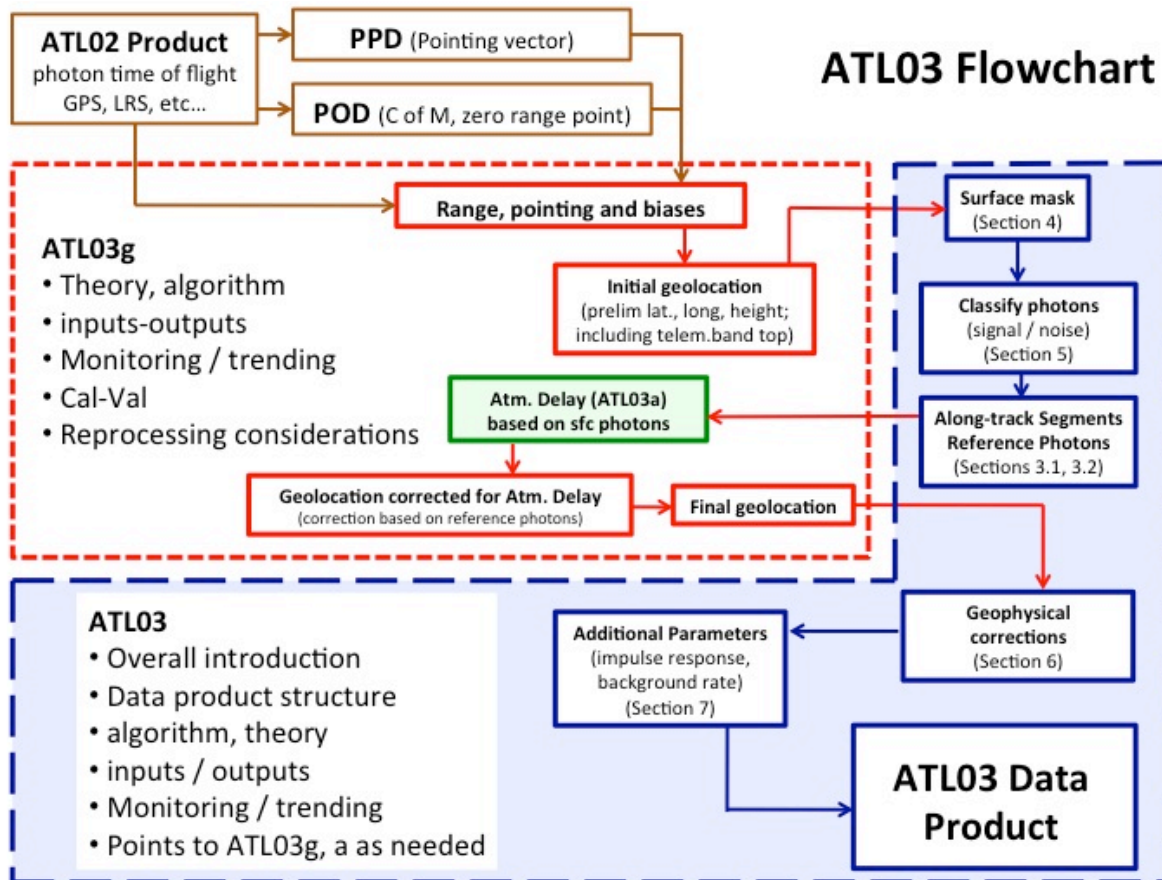 ATL03 Flowchart
ATL02 Product
photon time of flight
GPS, LRS, etc...
PPD (Pointing vector)
POD (C of M, zero range point)
Range, pointing and biases
ATL03g
• Theory, algorithm
• inputs-outputs
• Monitoring / trending
• Cal-Val
• Reprocessing considerations
Initial geolocation
(prelim lat., long, height;
including telem.band top)
Surface mask
(Section 4)
Classify photons
(signal / noise)
(Section 5)
Along-track Segments
Reference Photons
(Sections 3.1, 3.2)
Atm. Delay (ATL03a)
based on sfc photons
Geolocation corrected for Atm. Delay
(correction based on reference photons)
Final geolocation
Geophysical
corrections
(Section 6)
Additional Parameters
(impulse response,
background rate)
(Section 7)
ATL03 Data
Product
ATL03
• Overall introduction
• Data product structure
• algorithm, theory
• inputs / outputs
• Monitoring / trending
• Points to ATL03g, a as needed